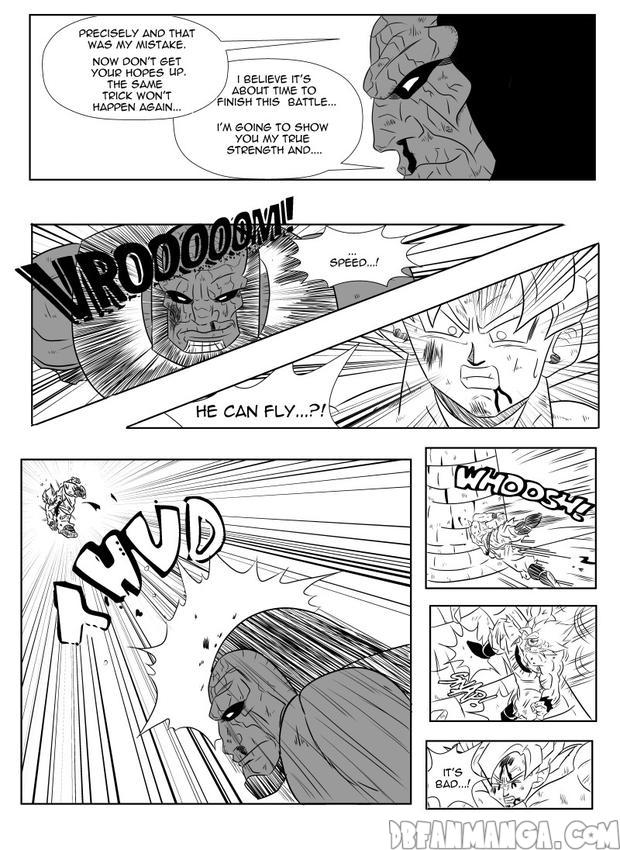 PRECISELY AND THAT
WAS MY MISTAKE.
NOW DON'T GET
YOUR HOPES UP.
THE SAME
TRICK WON'T
HAPPEN AGAIN...
I BELIEVE IT'S
ABOUT TIME TO
FINISH THIS BATTLE...
I'M GOING TO SHOW
YOU MY TRUE
STRENGTH AND....
VROOOOOM!
...
SPEED...!
HE CAN FLY...?!
THUD
WHOOSH!
IT'S
BAD...!
DBFANMANGA.COM